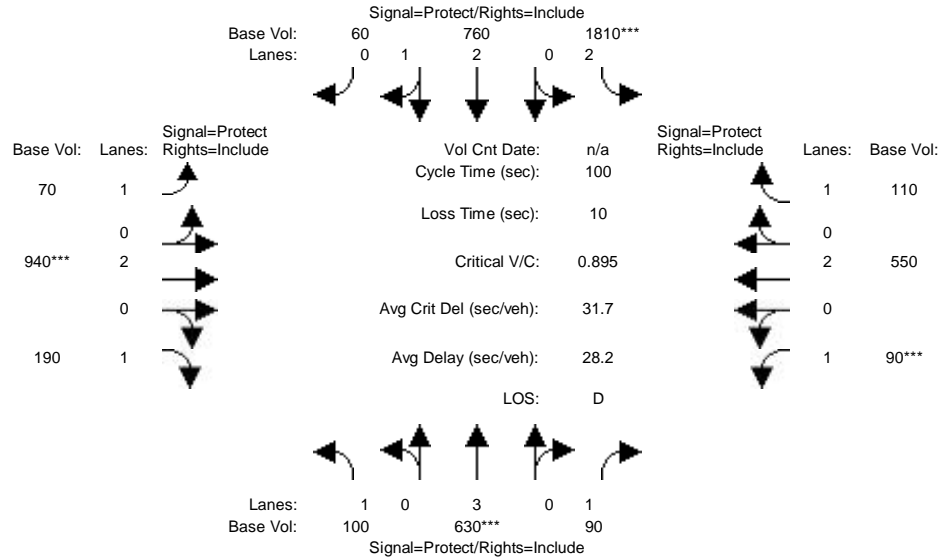 Signal=Protect/Rights=Include
Base Vol: 60 760 1810***
Lanes: 0 1 2 0 2
Signal=Protect
Base Vol: Lanes: Rights=Include
Vol Cnt Date: n/a
Signal=Protect
Rights=Include Lanes: Base Vol:
Cycle Time (sec): 100
70 1
1 110
Loss Time (sec): 10
0
0
940*** 2
Critical V/C: 0.895
2 550
0
Avg Crit Del (sec/veh): 31.7
0
190 1
Avg Delay (sec/veh): 28.2
1 90***
LOS: D
Lanes: 1 0 3 0 1
Base Vol: 100 630*** 90
Signal=Protect/Rights=Include